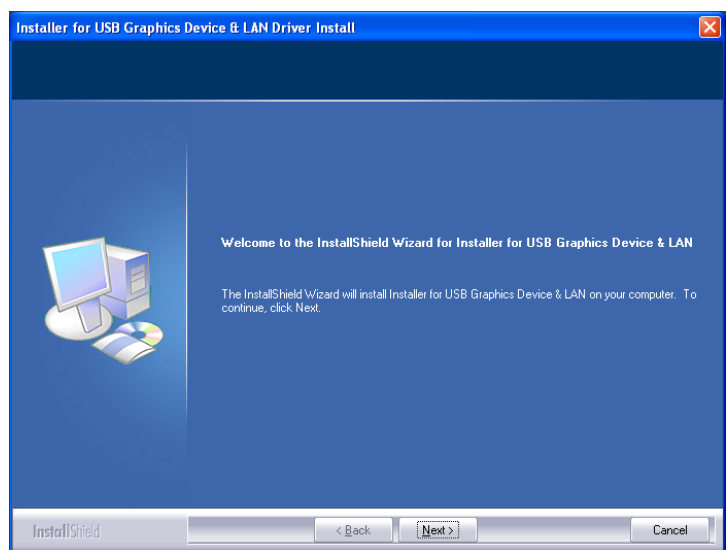 Installer for USB Graphics Device & LAN Driver Install
Welcome to the InstallShield Wizard for Installer for USB Graphics Device & LAN
The InstallShield Wizard will install Installer for USB Graphics Device & LAN on your computer. To
continue, click Next.
InstallShield
< Back
Next >
Cancel